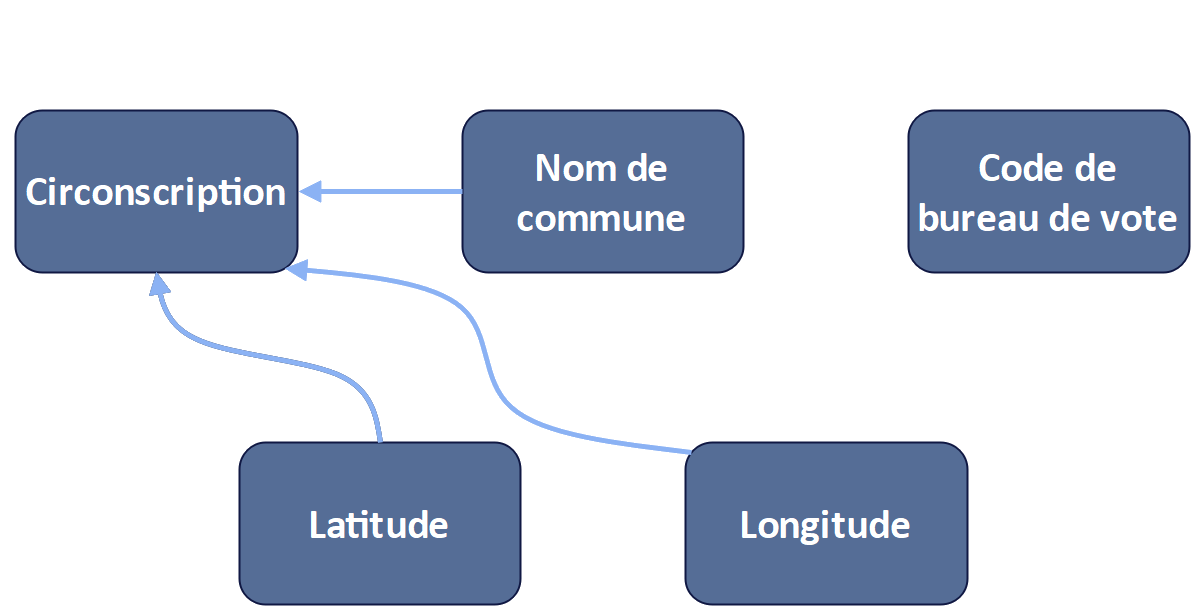 Circonscription
Nom de
commune
Code de
bureau de vote
Latitude
Longitude